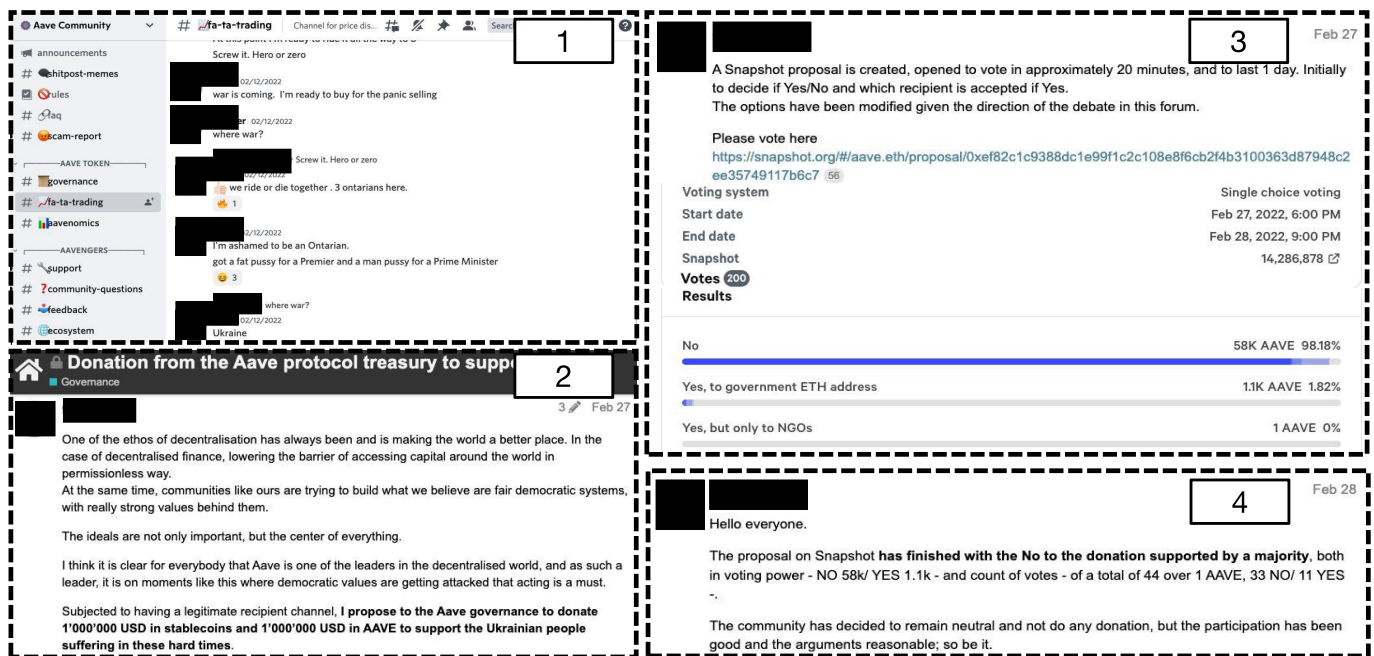 Aave Community
announcements
# shitpost-memes
rules
# faq
# scam-report
AAVE TOKEN
# governance
# fa-ta-trading
# aavenomics
AAVENGERS
# support
# ?community-questions
# feedback
# ecosystem
# fa-ta-trading Channel for price dis... Searc
1
Screw it. Hero or zero
02/12/2022
war is coming. I'm ready to buy for the panic selling
er 02/12/2022
where war?
Screw it. Hero or zero
02/12/2022
we ride or die together . 3 ontarians here.
1
2/12/2022
I'm ashamed to be an Ontarian.
got a fat pussy for a Premier and a man pussy for a Prime Minister
3
where war?
02/12/2022
Ukraine
Donation from the Aave protocol treasury to supp
Governance
2
3 Feb 27
One of the ethos of decentralisation has always been and is making the world a better place. In the
case of decentralised finance, lowering the barrier of accessing capital around the world in
permissionless way.
At the same time, communities like ours are trying to build what we believe are fair democratic systems,
with really strong values behind them.
The ideals are not only important, but the center of everything.
I think it is clear for everybody that Aave is one of the leaders in the decentralised world, and as such a
leader, it is on moments like this where democratic values are getting attacked that acting is a must.
Subjected to having a legitimate recipient channel, I propose to the Aave governance to donate
1'000'000 USD in stablecoins and 1'000'000 USD in AAVE to support the Ukrainian people
suffering in these hard times.
3
Feb 27
A Snapshot proposal is created, opened to vote in approximately 20 minutes, and to last 1 day. Initially
to decide if Yes/No and which recipient is accepted if Yes.
The options have been modified given the direction of the debate in this forum.
Please vote here
https://snapshot.org/#/aave.eth/proposal/0xef82c1c9388dc1e99f1c2c108e8f6cb2f4b3100363d87948c2
ee35749117b6c7 56
Voting system Single choice voting
Start date Feb 27, 2022, 6:00 PM
End date Feb 28, 2022, 9:00 PM
Snapshot 14,286,878
Votes 200
Results
No 58K AAVE 98.18%
Yes, to government ETH address 1.1K AAVE 1.82%
Yes, but only to NGOs 1 AAVE 0%
4
Feb 28
Hello everyone.
The proposal on Snapshot has finished with the No to the donation supported by a majority, both
in voting power - NO 58k/ YES 1.1k - and count of votes - of a total of 44 over 1 AAVE, 33 NO/ 11 YES
-.
The community has decided to remain neutral and not do any donation, but the participation has been
good and the arguments reasonable; so be it.